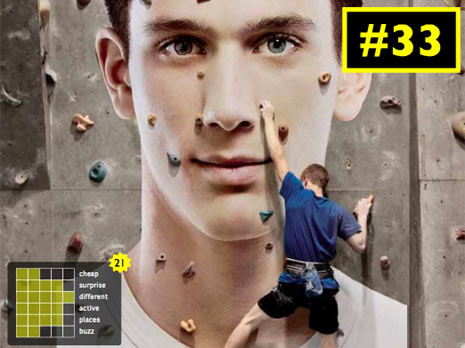 #33
21
cheap
surprise
different
active
places
buzz